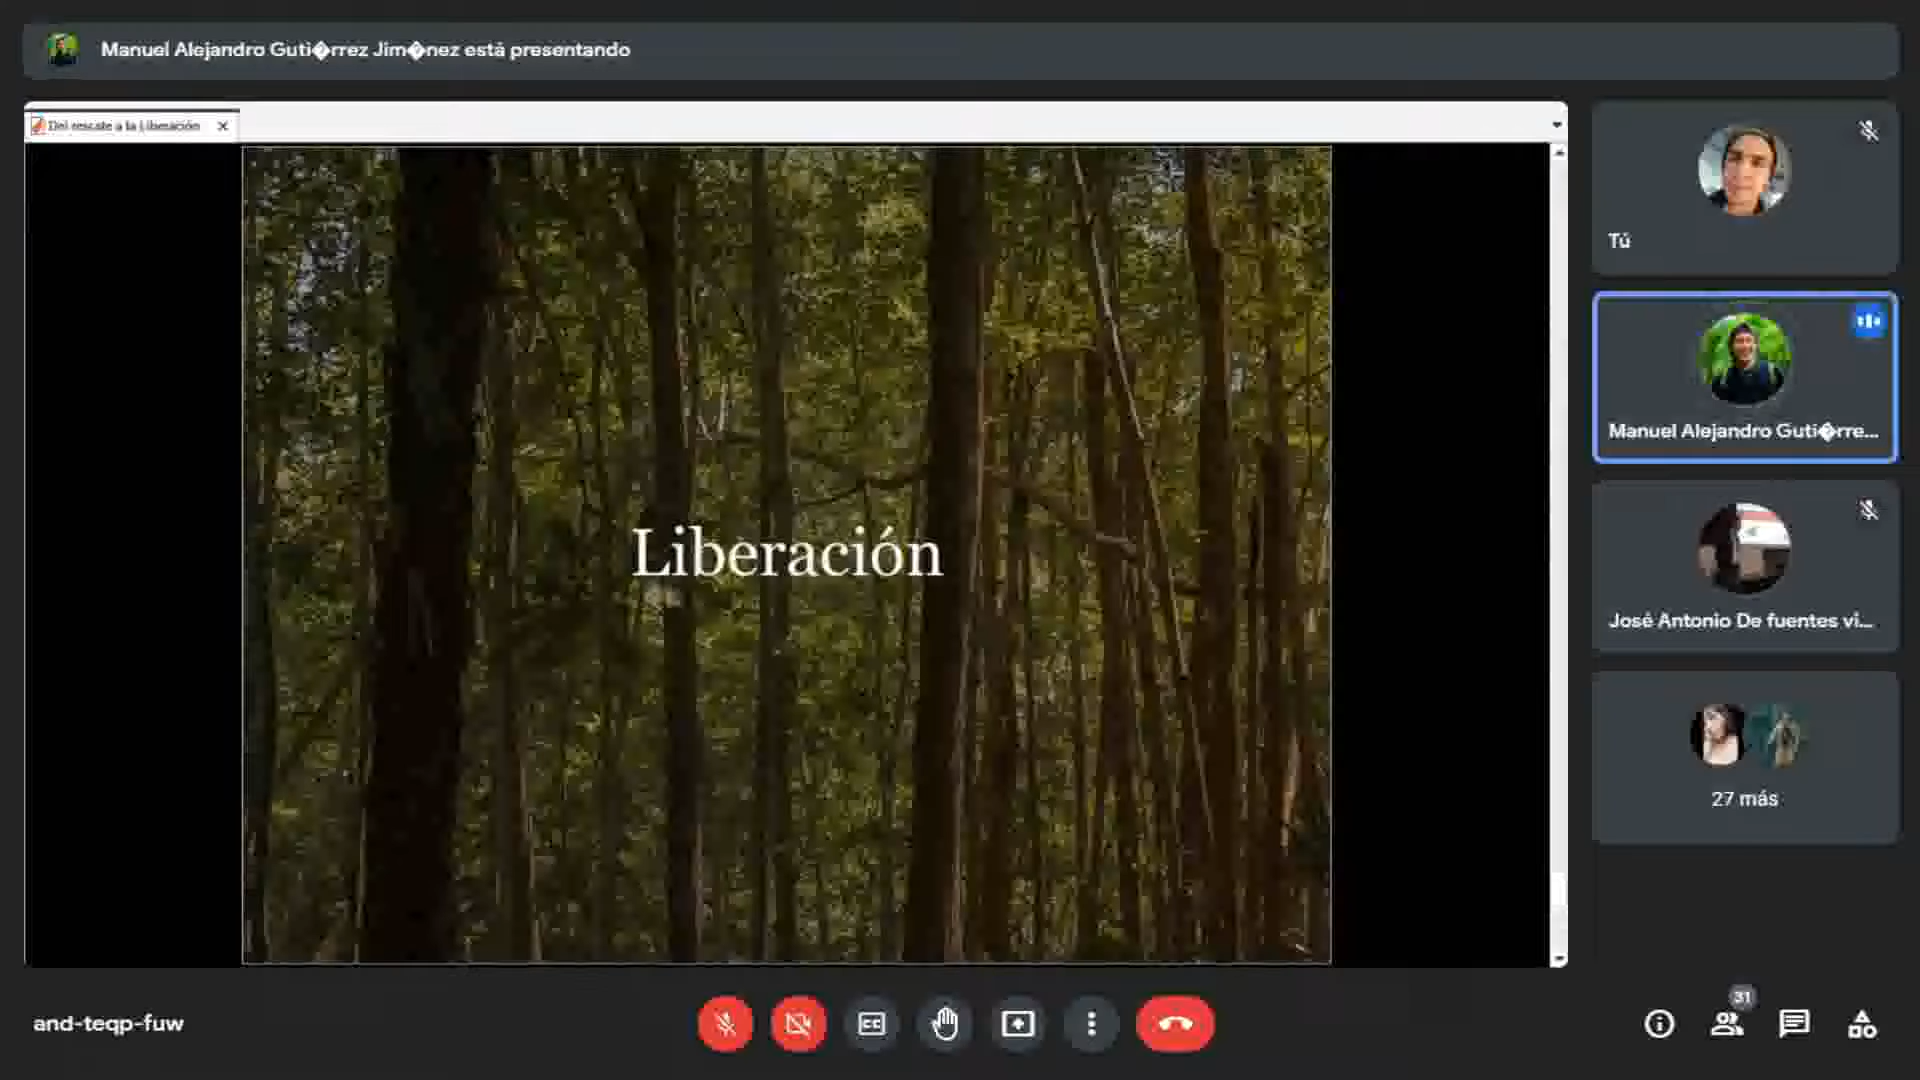 Manuel Alejandro Guti�rrez Jim�nez está presentando
Del rescate a la Liberación
Liberación
Tú
Manuel Alejandro Guti�rre...
José Antonio De fuentes vi...
27 más
and-teqp-fuw
CC
31